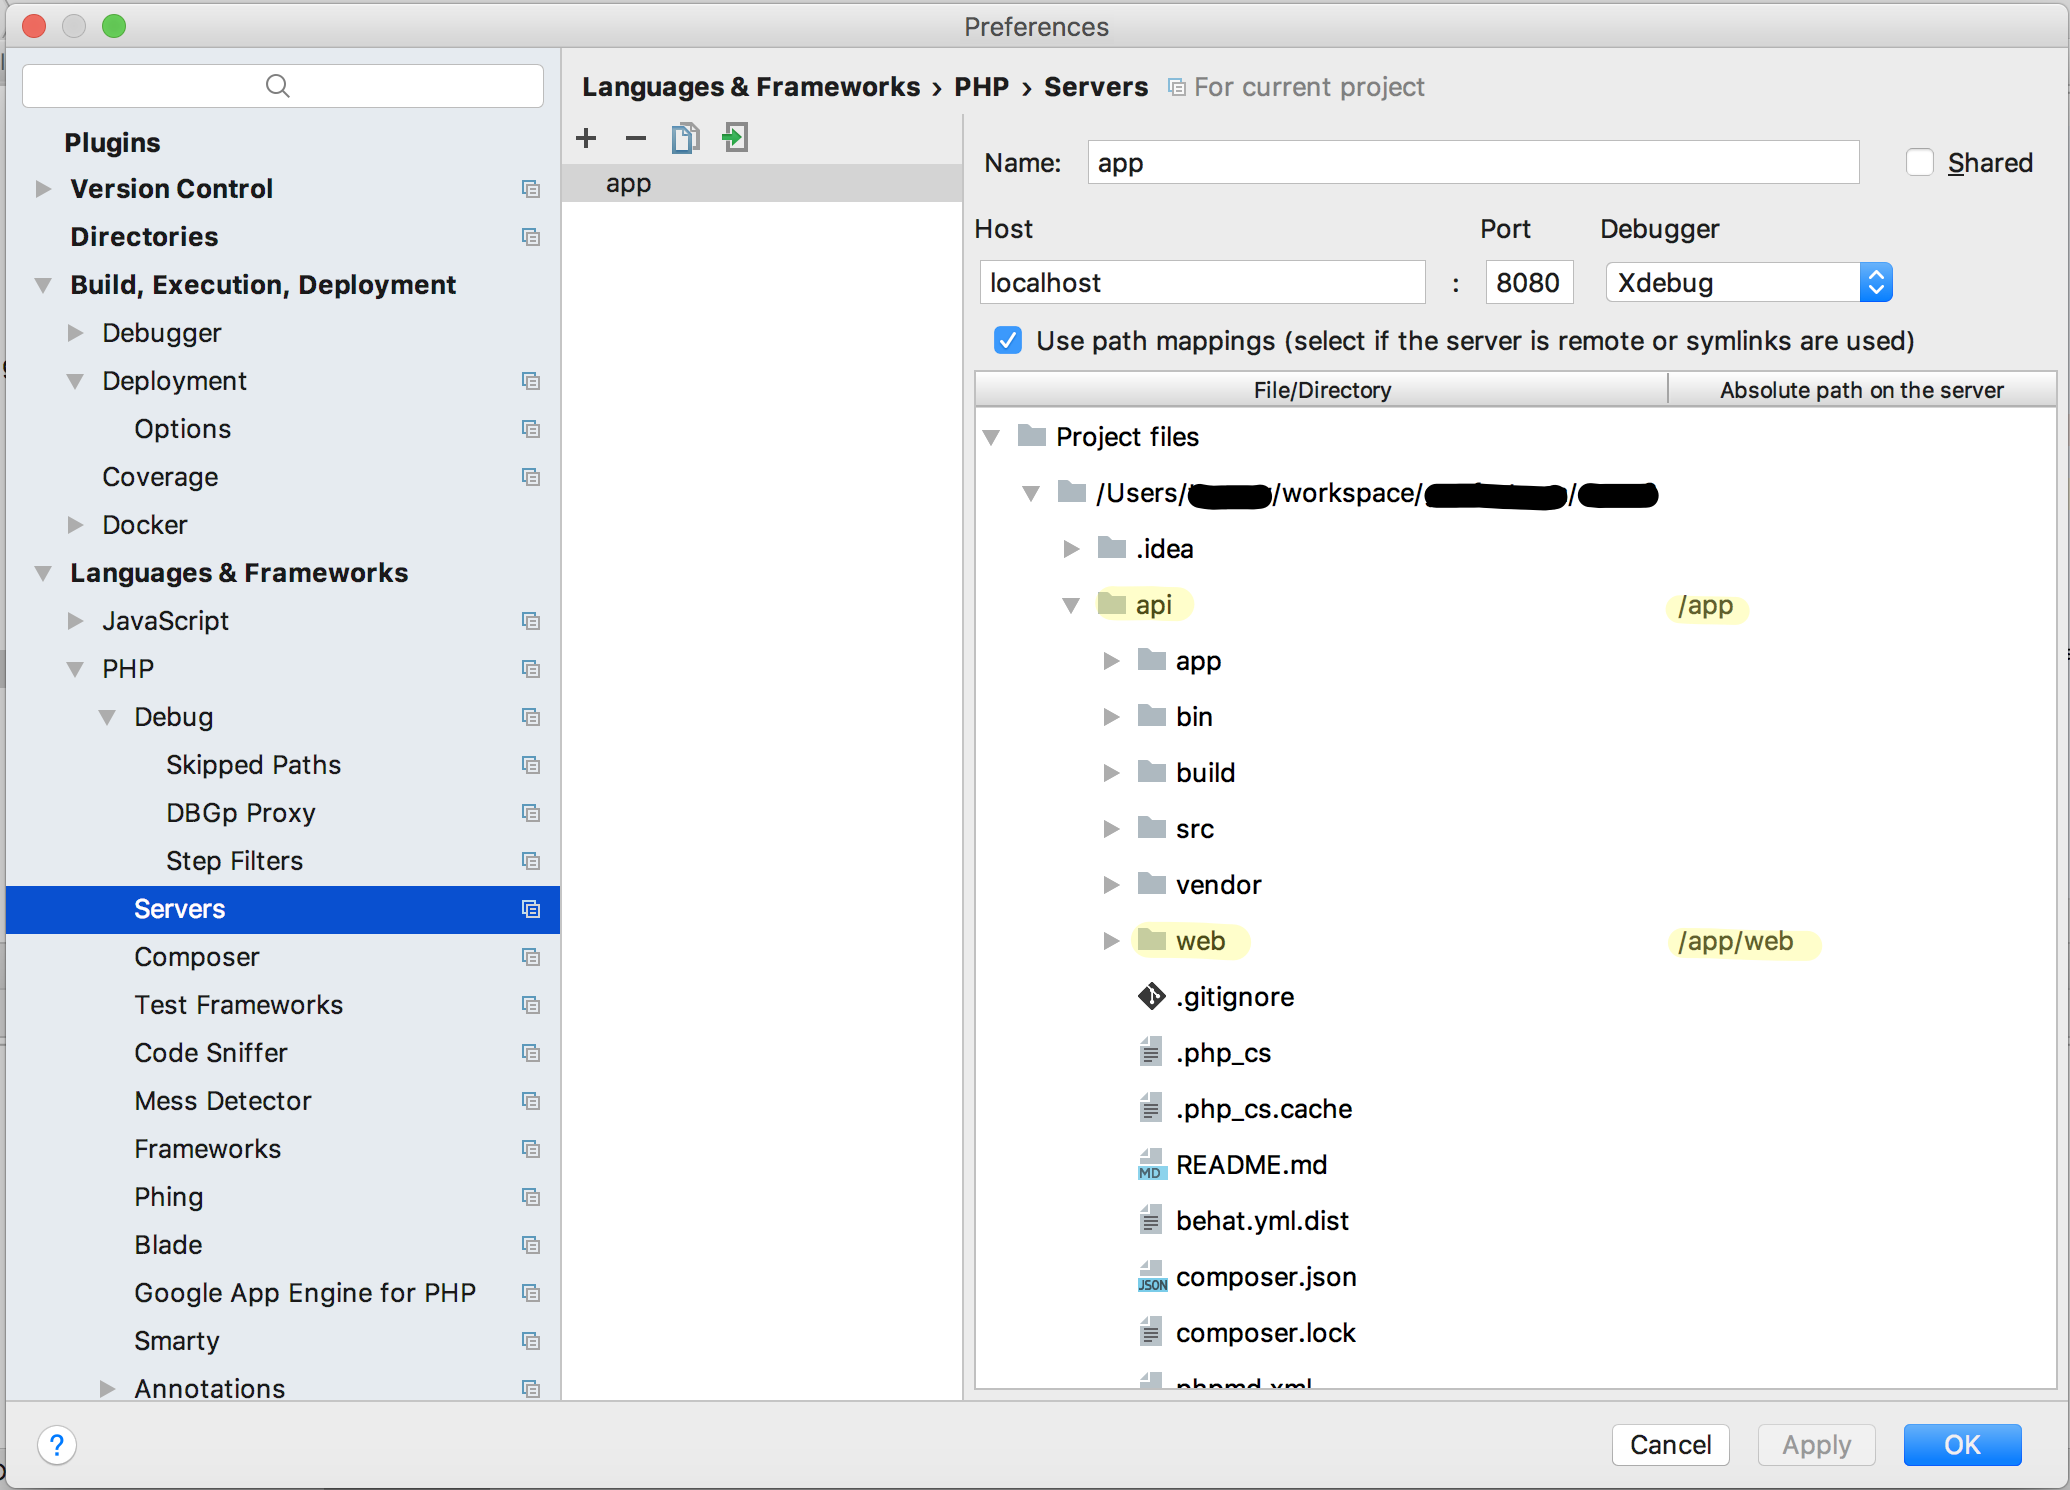 Preferences
Plugins
Version Control
Directories
Build, Execution, Deployment
Debugger
Deployment
Options
Coverage
Docker
Languages & Frameworks
JavaScript
PHP
Debug
Skipped Paths
DBGp Proxy
Step Filters
Servers
Composer
Test Frameworks
Code Sniffer
Mess Detector
Frameworks
Phing
Blade
Google App Engine for PHP
Smarty
Annotations
Languages & Frameworks › PHP › Servers For current project
app
Name: app Shared
Host Port Debugger
localhost : 8080 Xdebug
Use path mappings (select if the server is remote or symlinks are used)
File/Directory Absolute path on the server
Project files
/Users/ /workspace/ /
.idea
api /app
app
bin
build
src
vendor
web /app/web
.gitignore
.php_cs
.php_cs.cache
MD README.md
behat.yml.dist
JSON composer.json
composer.lock
phpmd.xml
? Cancel Apply OK